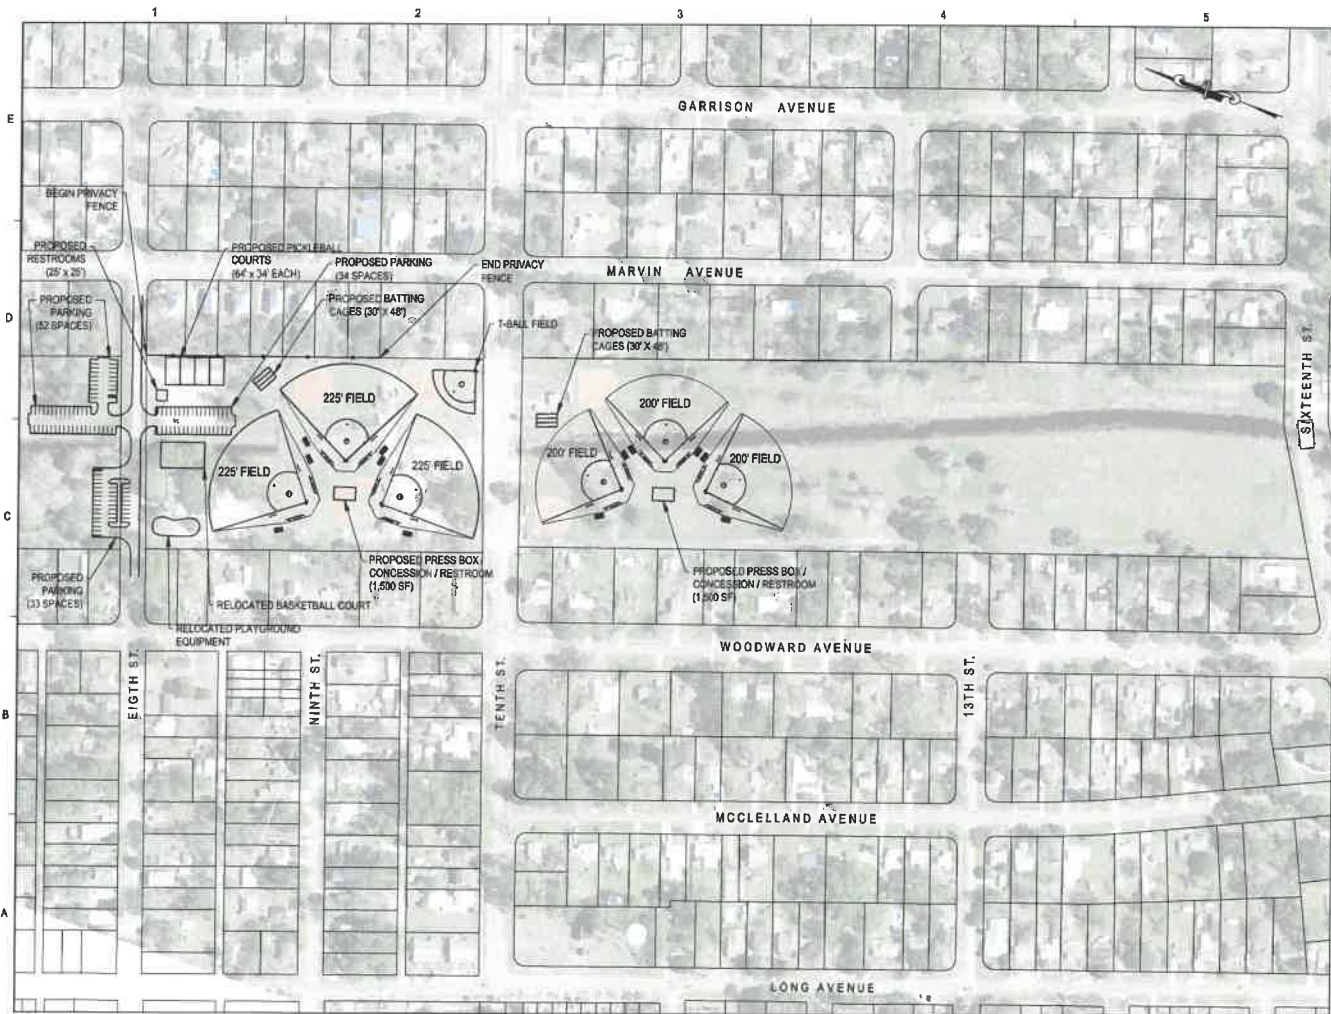 1 2 3 4 5
E
D
C
B
A
GARRISON AVENUE
BEGIN PRIVACY
FENCE
PROPOSED
RESTROOMS
(25' x 25')
PROPOSED PICKLEBALL
COURTS
(64' x 34' EACH)
PROPOSED PARKING
(34 SPACES)
END PRIVACY
FENCE
MARVIN AVENUE
PROPOSED
PARKING
(52 SPACES)
PROPOSED BATTING
CAGES (30' X 48')
T-BALL FIELD
PROPOSED BATTING
CAGES (30' X 48')
SIXTEENTH ST.
225' FIELD
225' FIELD
225' FIELD
200' FIELD
200' FIELD
200' FIELD
PROPOSED PRESS BOX /
CONCESSION / RESTROOM
(1,500 SF)
PROPOSED PRESS BOX /
CONCESSION / RESTROOM
(1,500 SF)
PROPOSED
PARKING
(33 SPACES)
RELOCATED BASKETBALL COURT
RELOCATED PLAYGROUND
EQUIPMENT
WOODWARD AVENUE
EIGTH ST.
NINTH ST.
TENTH ST.
13TH ST.
MCCLELLAND AVENUE
LONG AVENUE